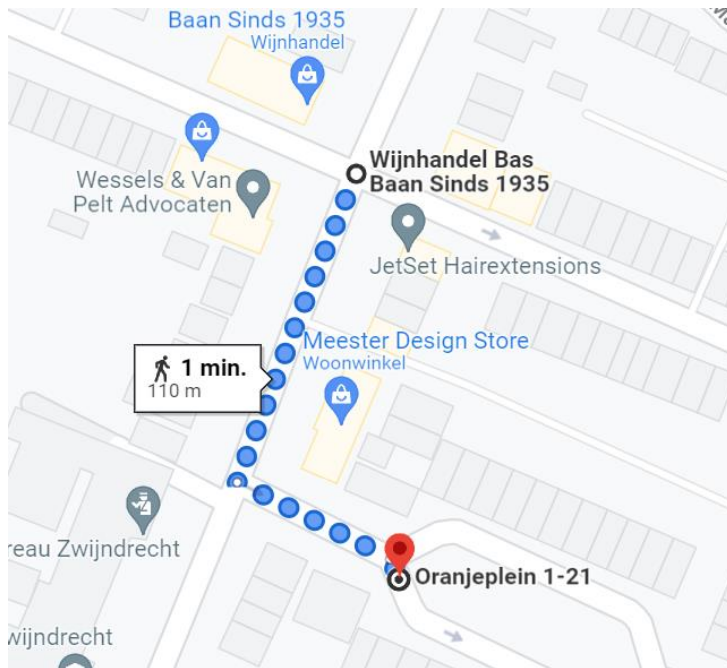 Baan Sinds 1935
Wijnhandel
Wijnhandel Bas
Baan Sinds 1935
Wessels & Van
Pelt Advocaten
JetSet Hairextensions
Meester Design Store
Woonwinkel
1 min.
110 m
reau Zwijndrecht
Oranjeplein 1-21
wijndrecht